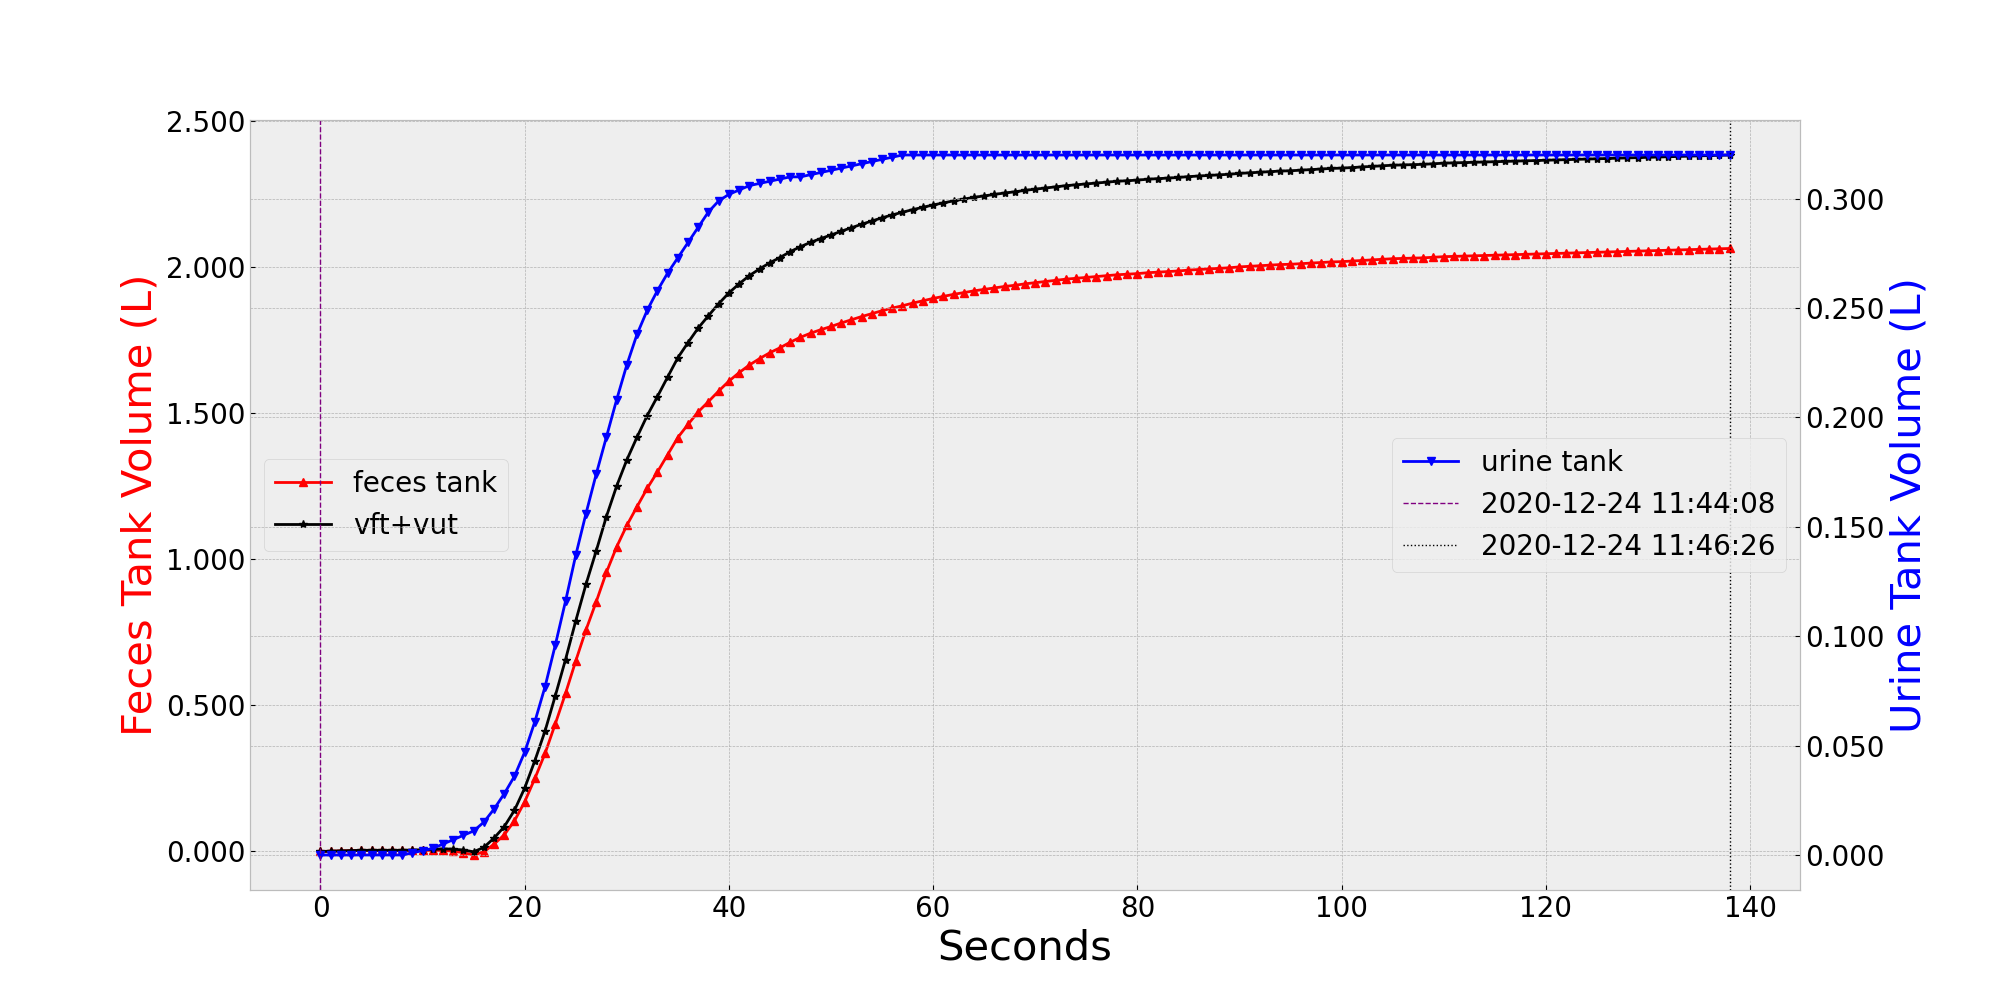 2.500
2.000
1.500
1.000
0.500
0.000
Feces Tank Volume (L)
feces tank
vft+vut
urine tank
2020-12-24 11:44:08
2020-12-24 11:46:26
0.300
0.250
0.200
0.150
0.100
0.050
0.000
Urine Tank Volume (L)
0 20 40 60 80 100 120 140
Seconds